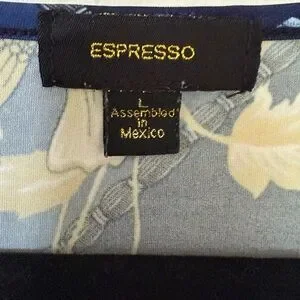 ESPRESSO
L
Assembled
in
Mexico